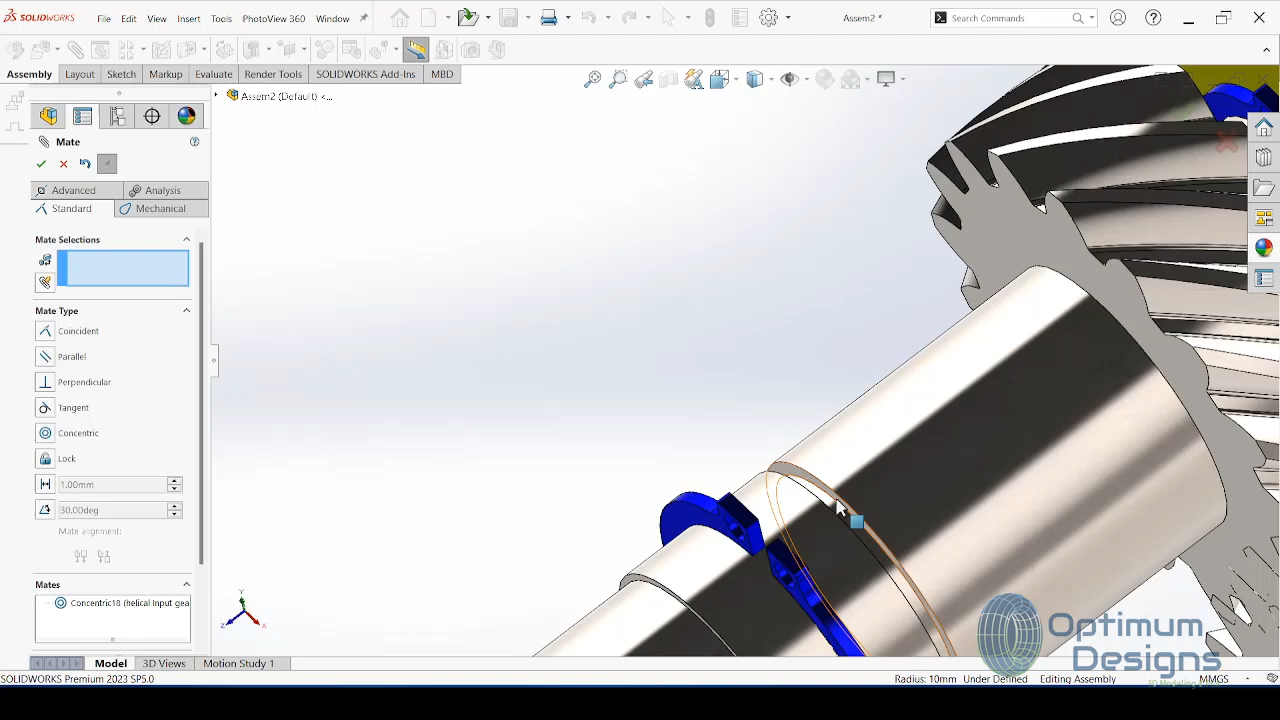 SOLIDWORKS File Edit View Insert Tools PhotoView 360 Window Assem2 * Search Commands
Assembly Layout Sketch Markup Evaluate Render Tools SOLIDWORKS Add-Ins MBD
Assem2 (Default) <...
Mate
Advanced Analysis
Standard Mechanical
Mate Selections
Mate Type
Coincident
Parallel
Perpendicular
Tangent
Concentric
Lock
1.00mm
30.00deg
Mate alignment:
Mates
Concentric18 (helical Input gea
Y
Z X
Optimum
Designs
Model 3D Views Motion Study 1
SOLIDWORKS Premium 2023 SP5.0 Radius: 10mm Under Defined Editing Assembly MMGS